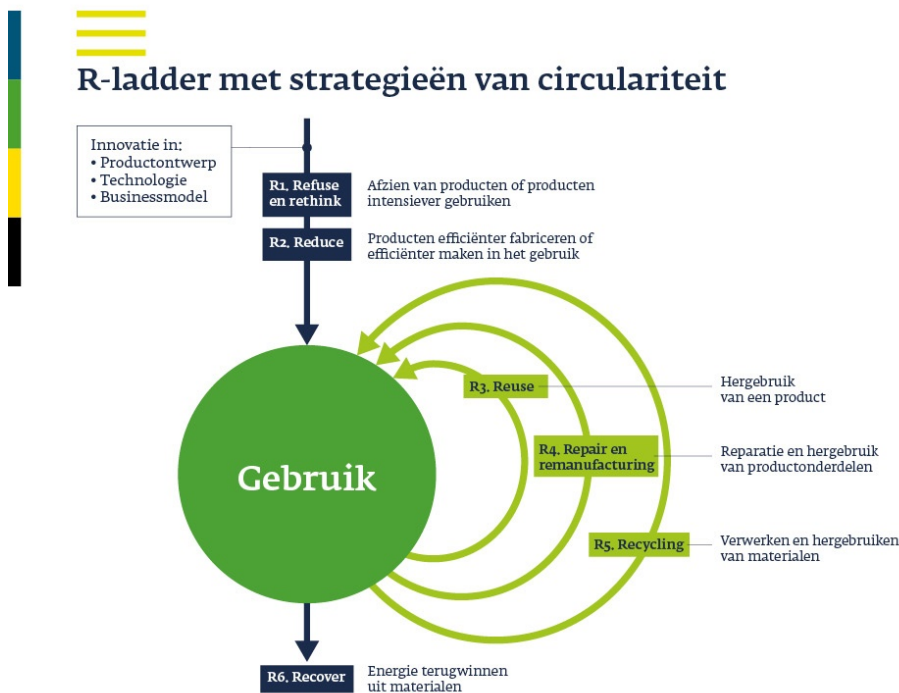 R-ladder met strategieën van circulariteit
Innovatie in:
• Productontwerp
• Technologie
• Businessmodel
R1. Refuse
en rethink
Afzien van producten of producten
intensiever gebruiken
R2. Reduce
Producten efficiënter fabriceren of
efficiënter maken in het gebruik
R3. Reuse
Hergebruik
van een product
R4. Repair en
remanufacturing
Reparatie en hergebruik
van productonderdelen
Gebruik
R5. Recycling
Verwerken en hergebruiken
van materialen
R6. Recover
Energie terugwinnen
uit materialen